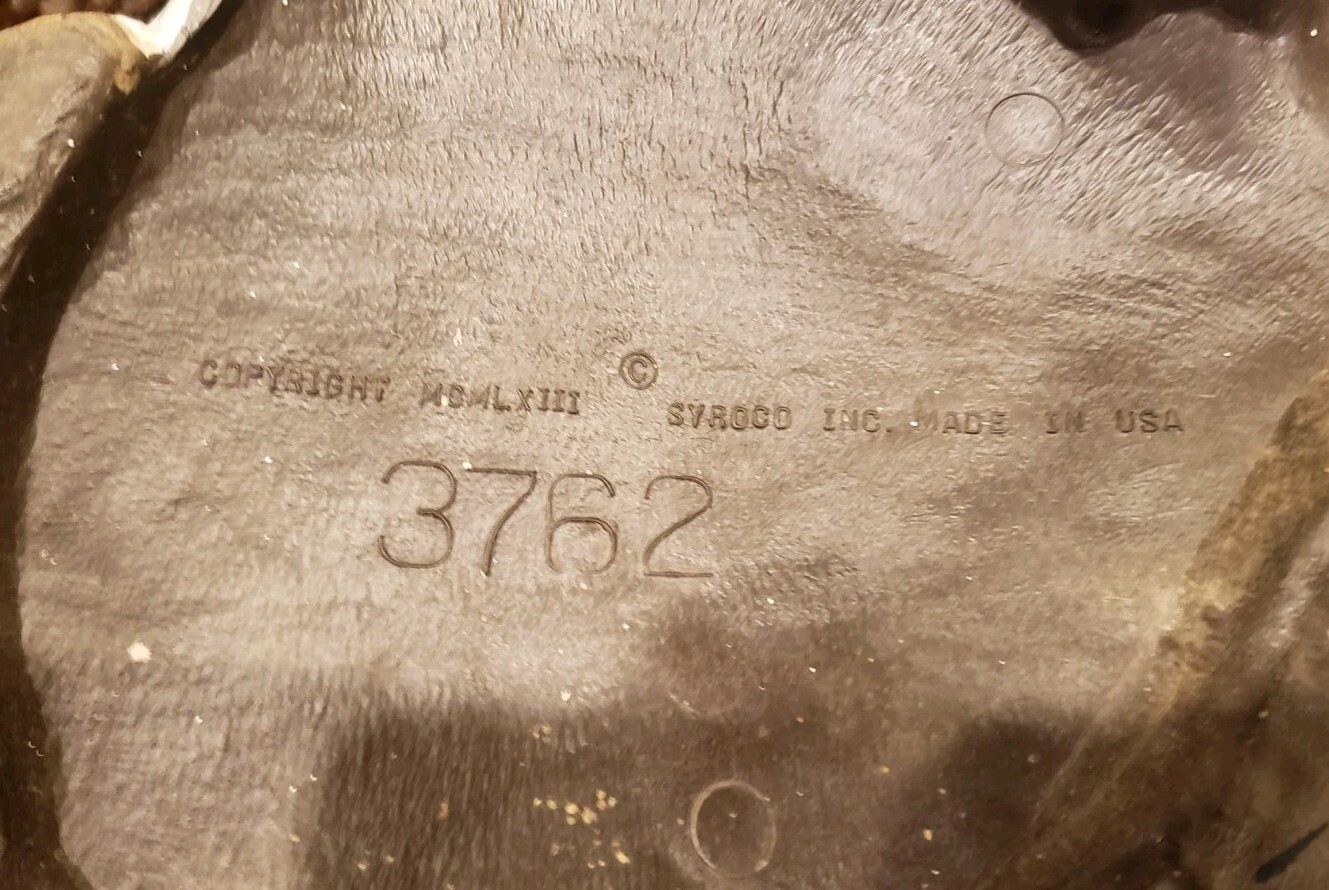 COPYRIGHT MCMLXIII © SYROCO INC. MADE IN USA
3762